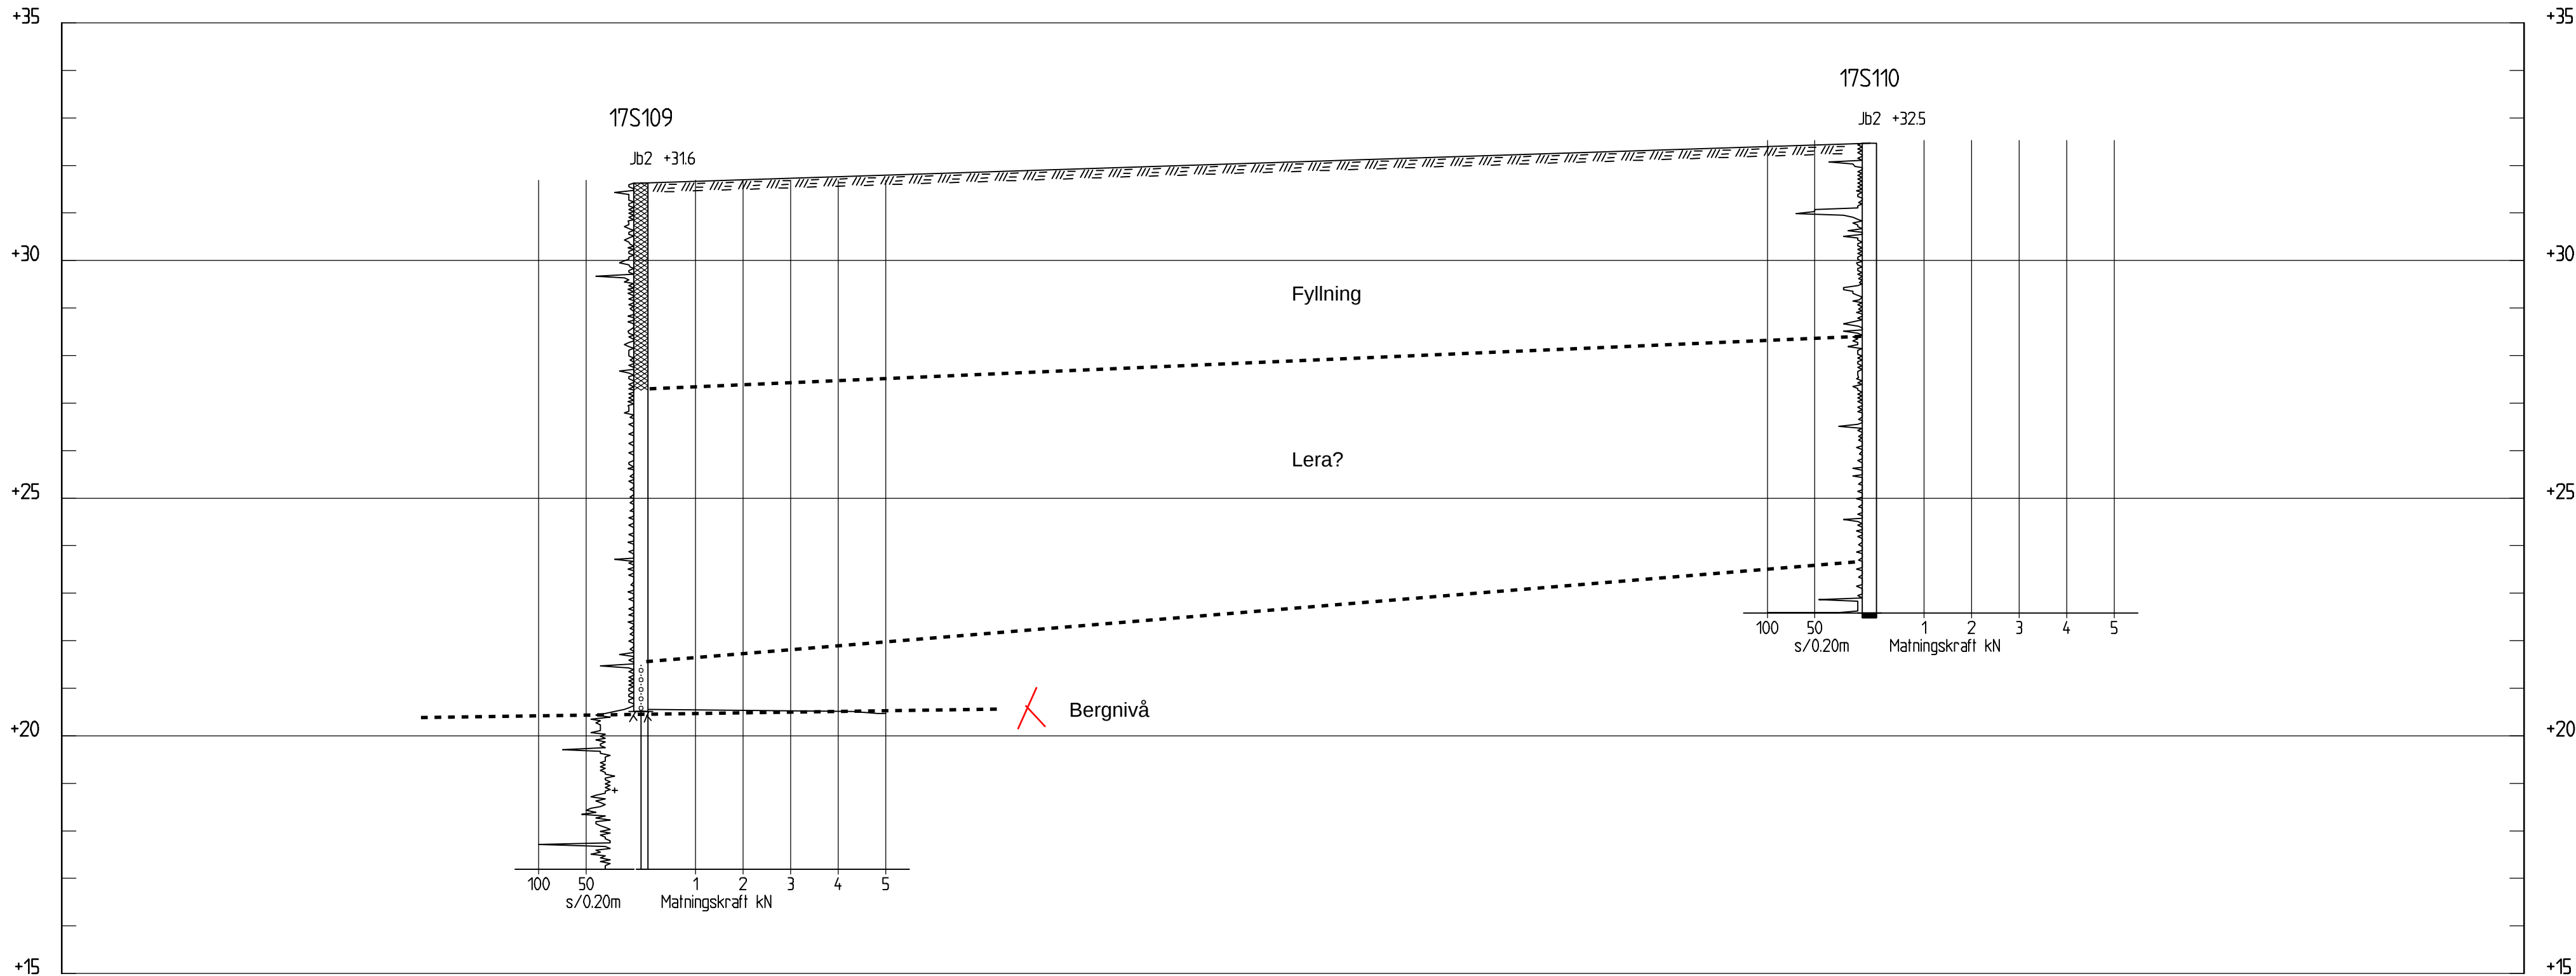 +35 +35
17S110
17S109
Jb2 +32.5
Jb2 +31.6
+30 +30
Fyllning
Lera?
+25 +25
100 50 1 2 3 4 5
s/0.20m Matningskraft kN
Bergnivå
+20 +20
100 50 1 2 3 4 5
s/0.20m Matningskraft kN
+15 +15